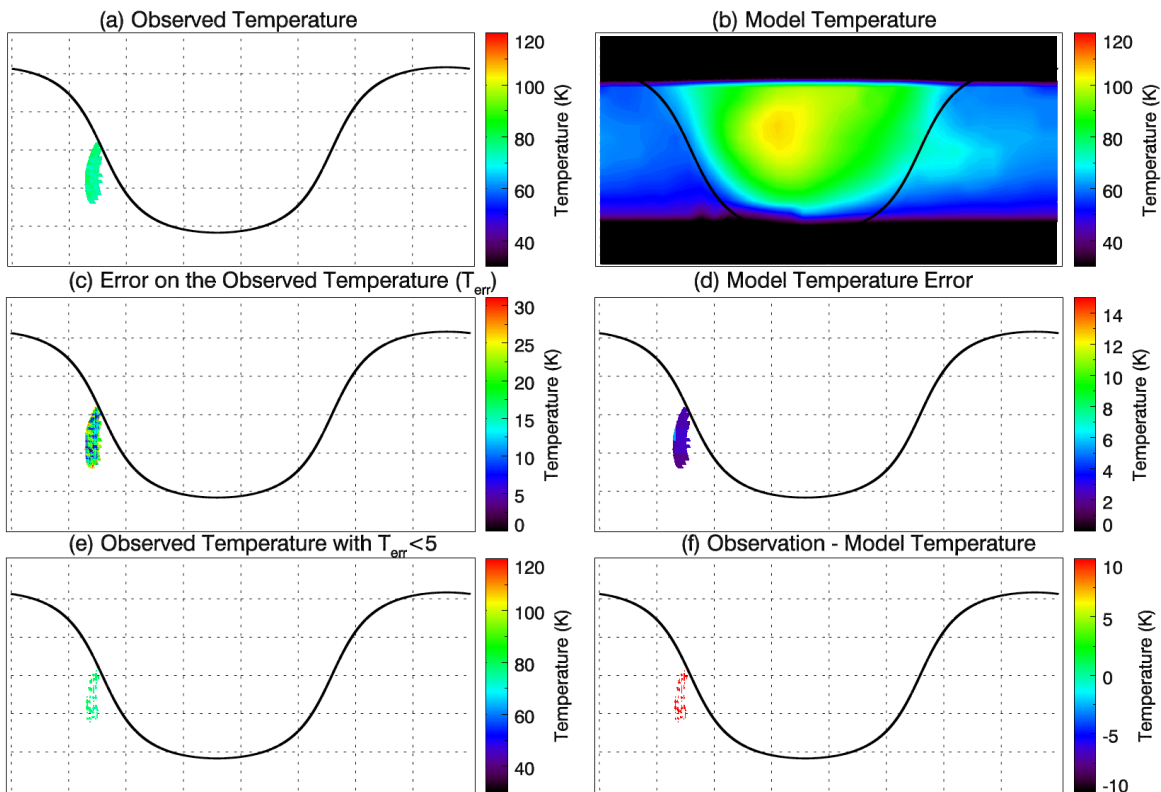 (a) Observed Temperature
120
100
80
60
40
Temperature (K)
(b) Model Temperature
120
100
80
60
40
Temperature (K)
(c) Error on the Observed Temperature (T_err)
30
25
20
15
10
5
0
Temperature (K)
(d) Model Temperature Error
14
12
10
8
6
4
2
0
Temperature (K)
(e) Observed Temperature with T_err<5
120
100
80
60
40
Temperature (K)
(f) Observation - Model Temperature
10
5
0
-5
-10
Temperature (K)